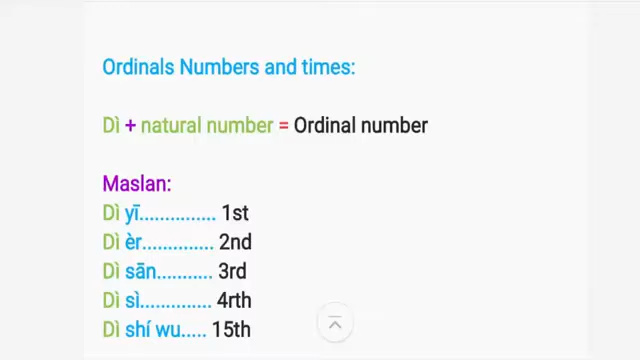 Ordinals Numbers and times:
Dì + natural number = Ordinal number
Maslan:
Dì yī............... 1st
Dì èr.............. 2nd
Dì sān........... 3rd
Dì sì.............. 4rth
Dì shí wu..... 15th